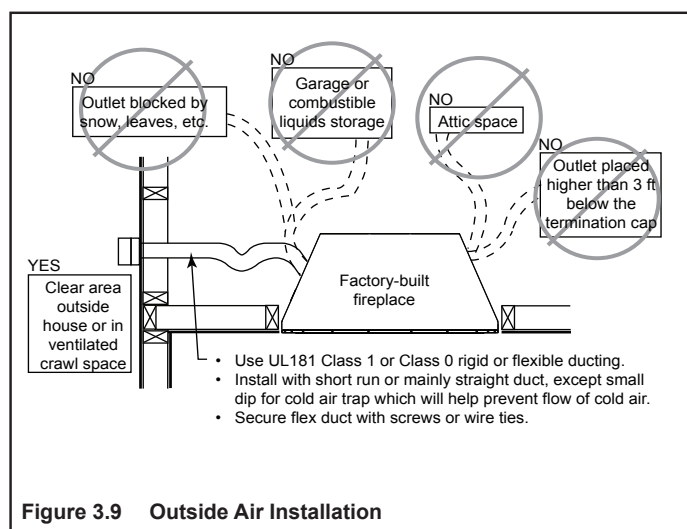 NO
Outlet blocked by
snow, leaves, etc.
NO
Garage or
combustible
liquids storage
NO
Attic space
NO
Outlet placed
higher than 3 ft
below the
termination cap
YES
Clear area
outside
house or in
ventilated
crawl space
Factory-built
fireplace
• Use UL181 Class 1 or Class 0 rigid or flexible ducting.
• Install with short run or mainly straight duct, except small
dip for cold air trap which will help prevent flow of cold air.
• Secure flex duct with screws or wire ties.
Figure 3.9 Outside Air Installation